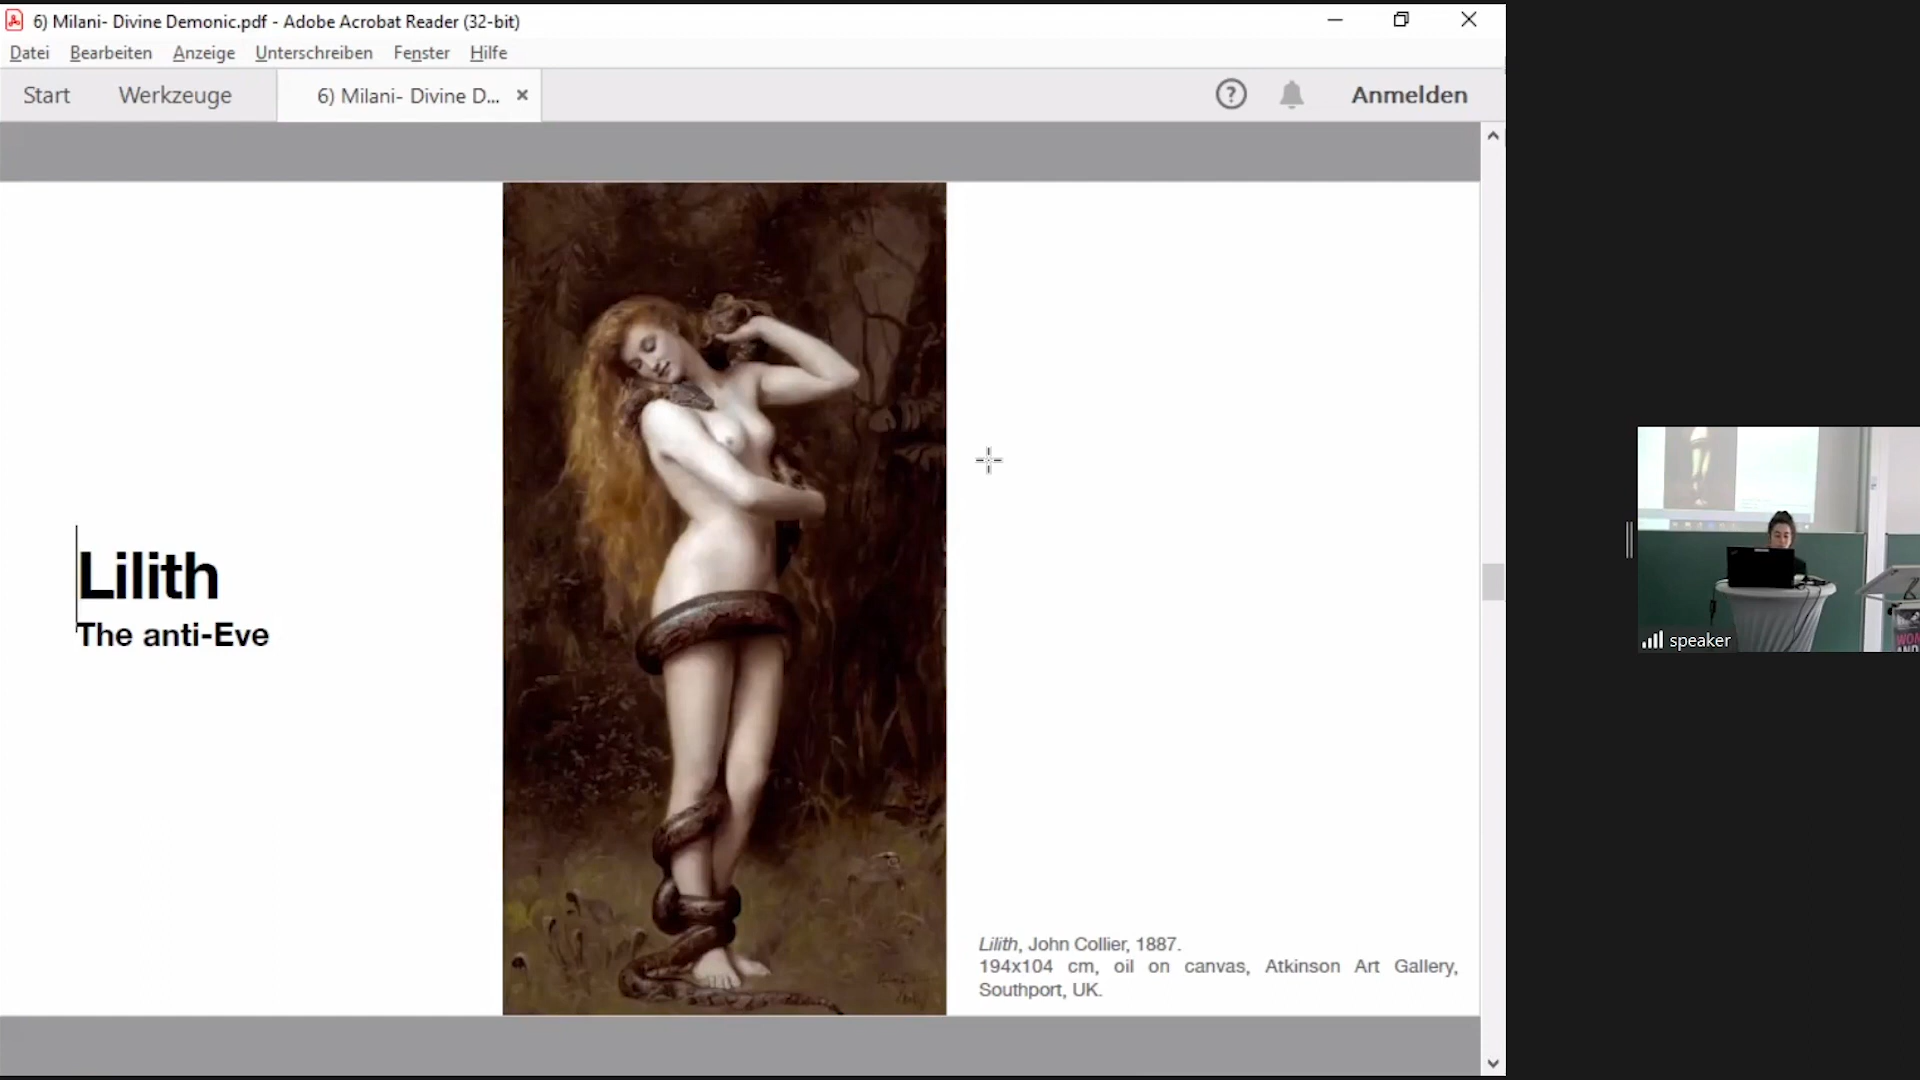 6) Milani- Divine Demonic.pdf - Adobe Acrobat Reader (32-bit)
Datei Bearbeiten Anzeige Unterschreiben Fenster Hilfe
Start Werkzeuge 6) Milani- Divine D... Anmelden
Lilith
The anti-Eve
Lilith, John Collier, 1887.
194x104 cm, oil on canvas, Atkinson Art Gallery,
Southport, UK.
speaker